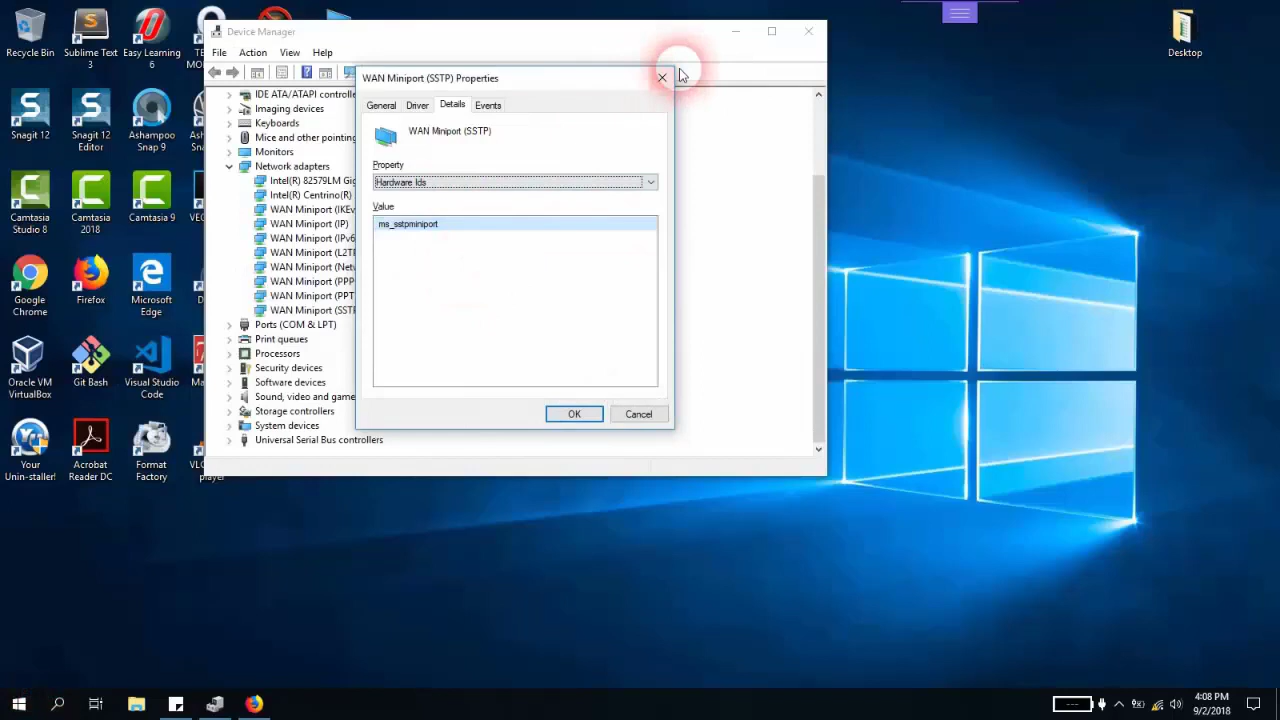 Device Manager
File Action View Help
WAN Miniport (SSTP) Properties
General Driver Details Events
WAN Miniport (SSTP)
Property
Hardware Ids
Value
ms_sstpminiport
OK Cancel
IDE ATA/ATAPI controlle
Imaging devices
Keyboards
Mice and other pointing
Monitors
Network adapters
Intel(R) 82579LM Gig
Intel(R) Centrino(R)
WAN Miniport (IKEv
WAN Miniport (IP)
WAN Miniport (IPv6
WAN Miniport (L2TP
WAN Miniport (Netw
WAN Miniport (PPP
WAN Miniport (PPT
WAN Miniport (SSTP
Ports (COM & LPT)
Print queues
Processors
Security devices
Software devices
Sound, video and game
Storage controllers
System devices
Universal Serial Bus controllers
Recycle Bin
Sublime Text
3
Easy Learning
6
Snagit 12
Snagit 12
Editor
Ashampoo
Snap 9
Camtasia
Studio 8
Camtasia
2018
Camtasia 9
Google
Chrome
Firefox
Microsoft
Edge
Oracle VM
VirtualBox
Git Bash
Visual Studio
Code
Your
Unin-staller!
Acrobat
Reader DC
Format
Factory
player
Desktop
4:08 PM
9/2/2018